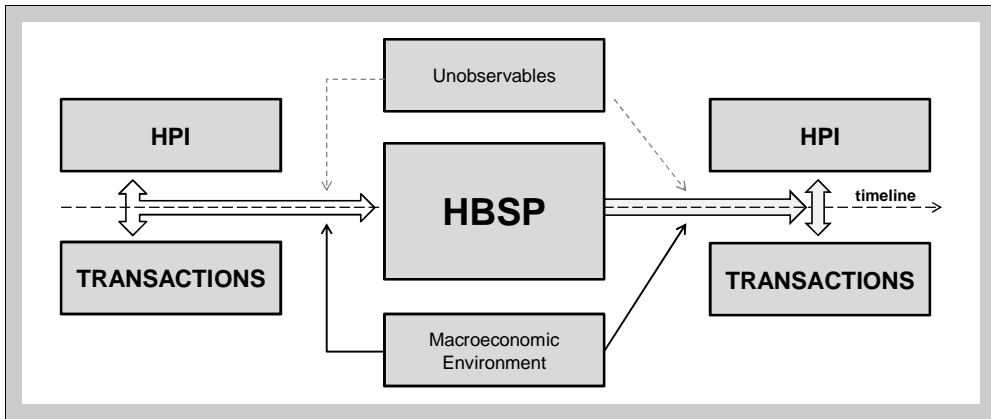 Unobservables
HPI
HPI
HBSP
timeline
TRANSACTIONS
TRANSACTIONS
Macroeconomic
Environment